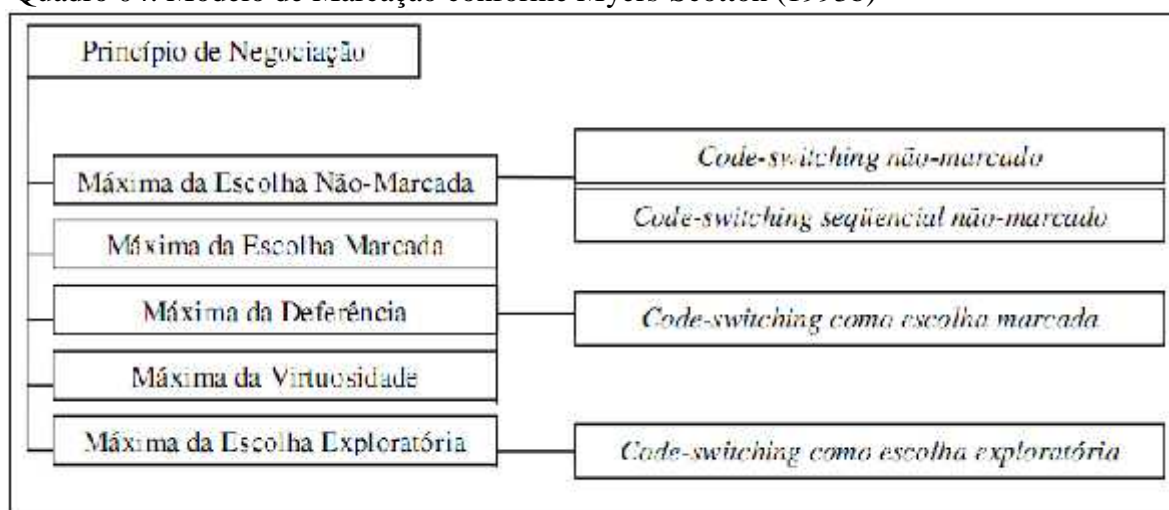 Quadro 04: Modelo de Marcação conforme Myers-Scotton (1993b)
Princípio de Negociação
Máxima da Escolha Não-Marcada
Code-switching não-marcado
Code-switching seqüencial não-marcado
Máxima da Escolha Marcada
Máxima da Deferência
Code-switching como escolha marcada
Máxima da Virtuosidade
Máxima da Escolha Exploratória
Code-switching como escolha exploratória